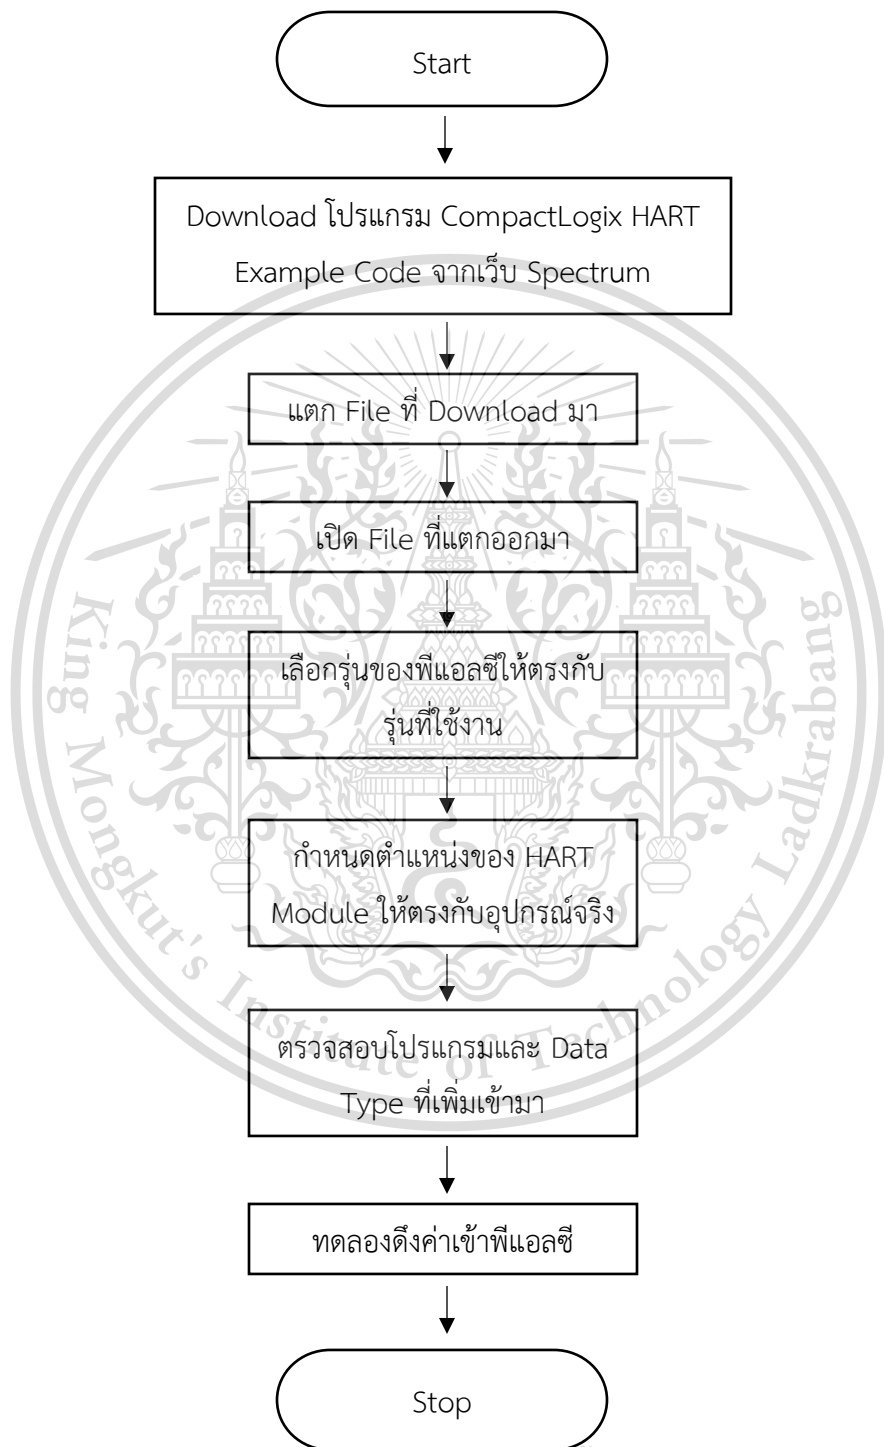 Start
Download โปรแกรม CompactLogix HART
Example Code จากเว็บ Spectrum
แตก File ที่ Download มา
เปิด File ที่แตกออกมา
เลือกรุ่นของพีแอลซีให้ตรงกับ
รุ่นที่ใช้งาน
กำหนดตำแหน่งของ HART
Module ให้ตรงกับอุปกรณ์จริง
ตรวจสอบโปรแกรมและ Data
Type ที่เพิ่มเข้ามา
ทดลองดึงค่าเข้าพีแอลซี
Stop
King Mongkut's Institute of Technology Ladkrabang